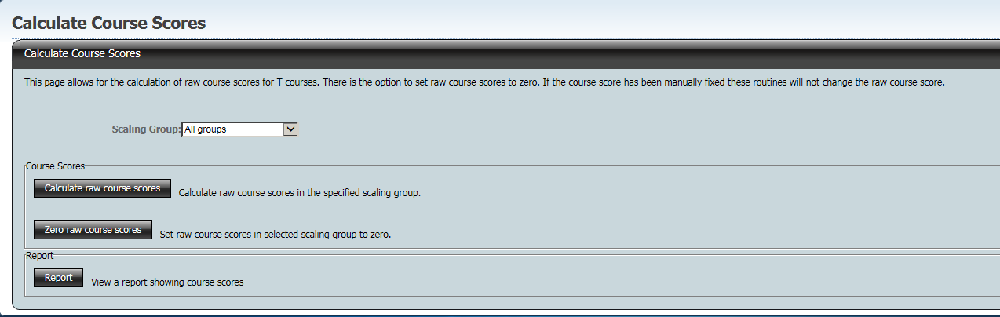 Calculate Course Scores
Calculate Course Scores
This page allows for the calculation of raw course scores for T courses. There is the option to set raw course scores to zero. If the course score has been manually fixed these routines will not change the raw course score.
Scaling Group: All groups
Course Scores
Calculate raw course scores Calculate raw course scores in the specified scaling group.
Zero raw course scores Set raw course scores in selected scaling group to zero.
Report
Report View a report showing course scores